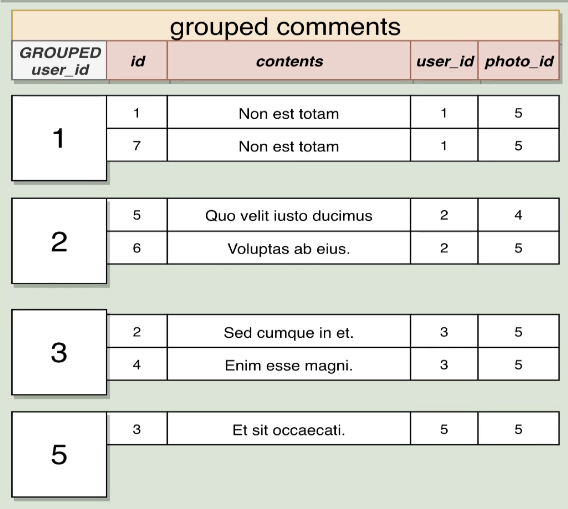 grouped comments
GROUPED user_id id contents user_id photo_id
1
1 Non est totam 1 5
7 Non est totam 1 5
2
5 Quo velit iusto ducimus 2 4
6 Voluptas ab eius. 2 5
3
2 Sed cumque in et. 3 5
4 Enim esse magni. 3 5
5
3 Et sit occaecati. 5 5